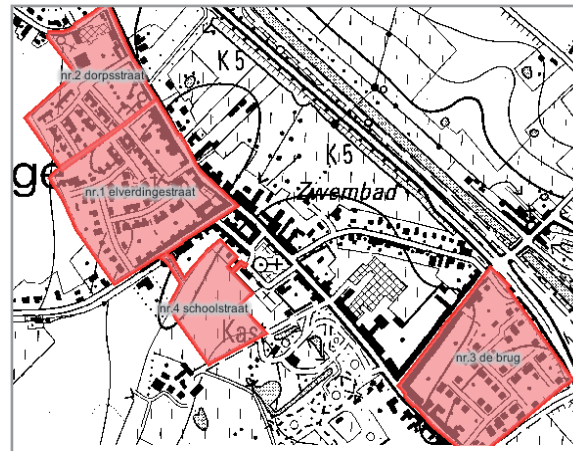 nr.2 dorpsstraat
K5
K5
ge
nr.1 elverdingestraat
Zwembad
nr.4 schoolstraat
Kas
nr.3 de brug